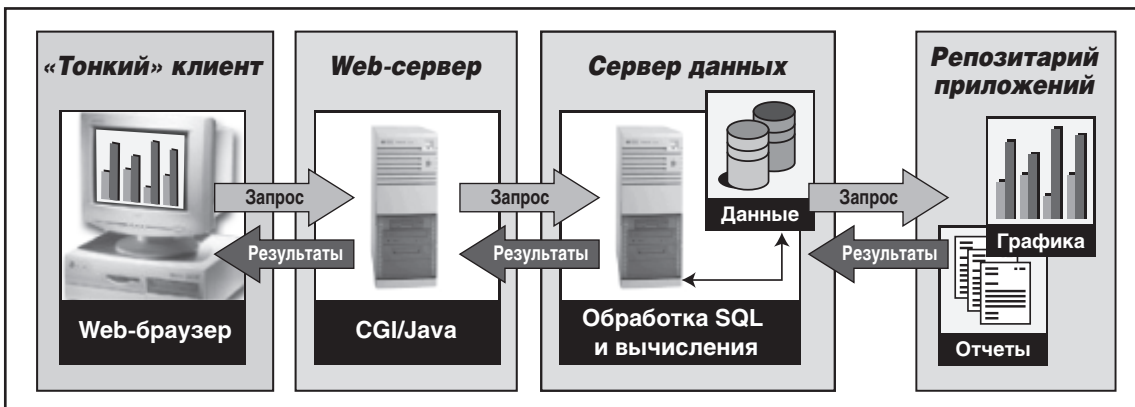 «Тонкий» клиент
Web-сервер
Сервер данных
Репозитарий
приложений
Запрос
Запрос
Запрос
Данные
Графика
Результаты
Результаты
Результаты
Web-браузер
CGI/Java
Обработка SQL
и вычисления
Отчеты